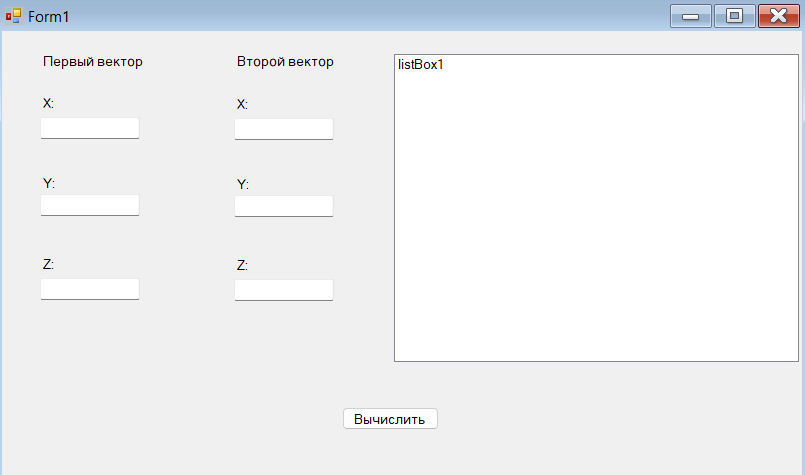 Form1
Первый вектор
Второй вектор
listBox1
X:
X:
Y:
Y:
Z:
Z:
Вычислить